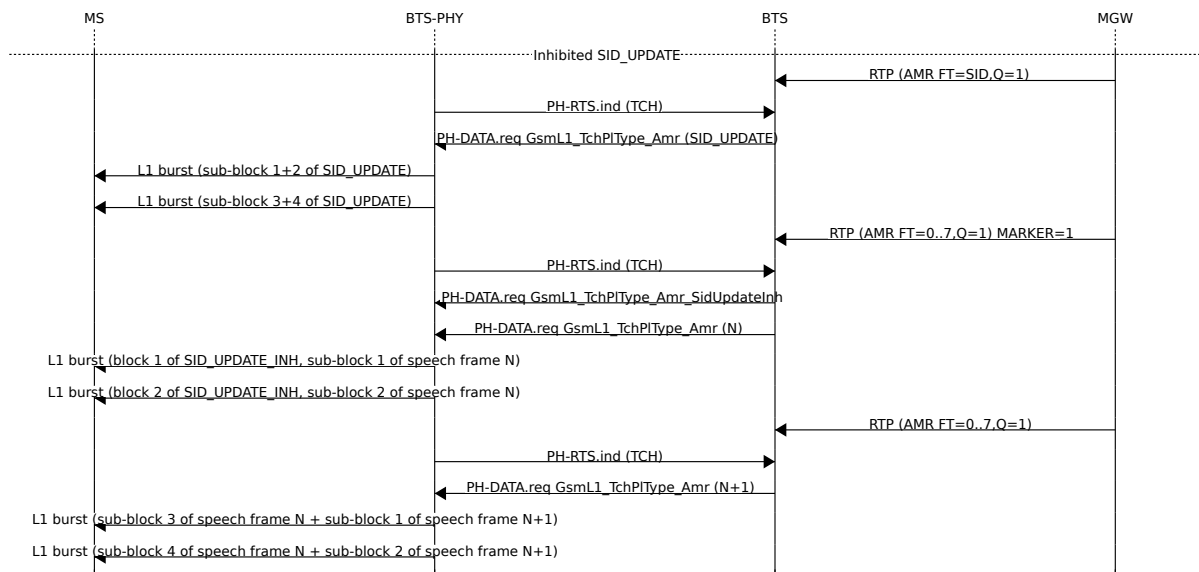 MS BTS-PHY BTS MGW
Inhibited SID_UPDATE
RTP (AMR FT=SID,Q=1)
PH-RTS.ind (TCH)
PH-DATA.req GsmL1_TchPlType_Amr (SID_UPDATE)
L1 burst (sub-block 1+2 of SID_UPDATE)
L1 burst (sub-block 3+4 of SID_UPDATE)
RTP (AMR FT=0..7,Q=1) MARKER=1
PH-RTS.ind (TCH)
PH-DATA.req GsmL1_TchPlType_Amr_SidUpdateInh
PH-DATA.req GsmL1_TchPlType_Amr (N)
L1 burst (block 1 of SID_UPDATE_INH, sub-block 1 of speech frame N)
L1 burst (block 2 of SID_UPDATE_INH, sub-block 2 of speech frame N)
RTP (AMR FT=0..7,Q=1)
PH-RTS.ind (TCH)
PH-DATA.req GsmL1_TchPlType_Amr (N+1)
L1 burst (sub-block 3 of speech frame N + sub-block 1 of speech frame N+1)
L1 burst (sub-block 4 of speech frame N + sub-block 2 of speech frame N+1)